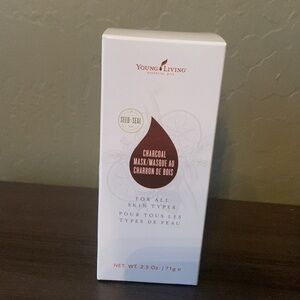 YOUNG LIVING
ESSENTIAL OILS
SEED to SEAL
CHARCOAL
MASK/MASQUE AU
CHARBON DE BOIS
FOR ALL
SKIN TYPES
POUR TOUS LES
TYPES DE PEAU
NET WT. 2.5 Oz. / 71g e